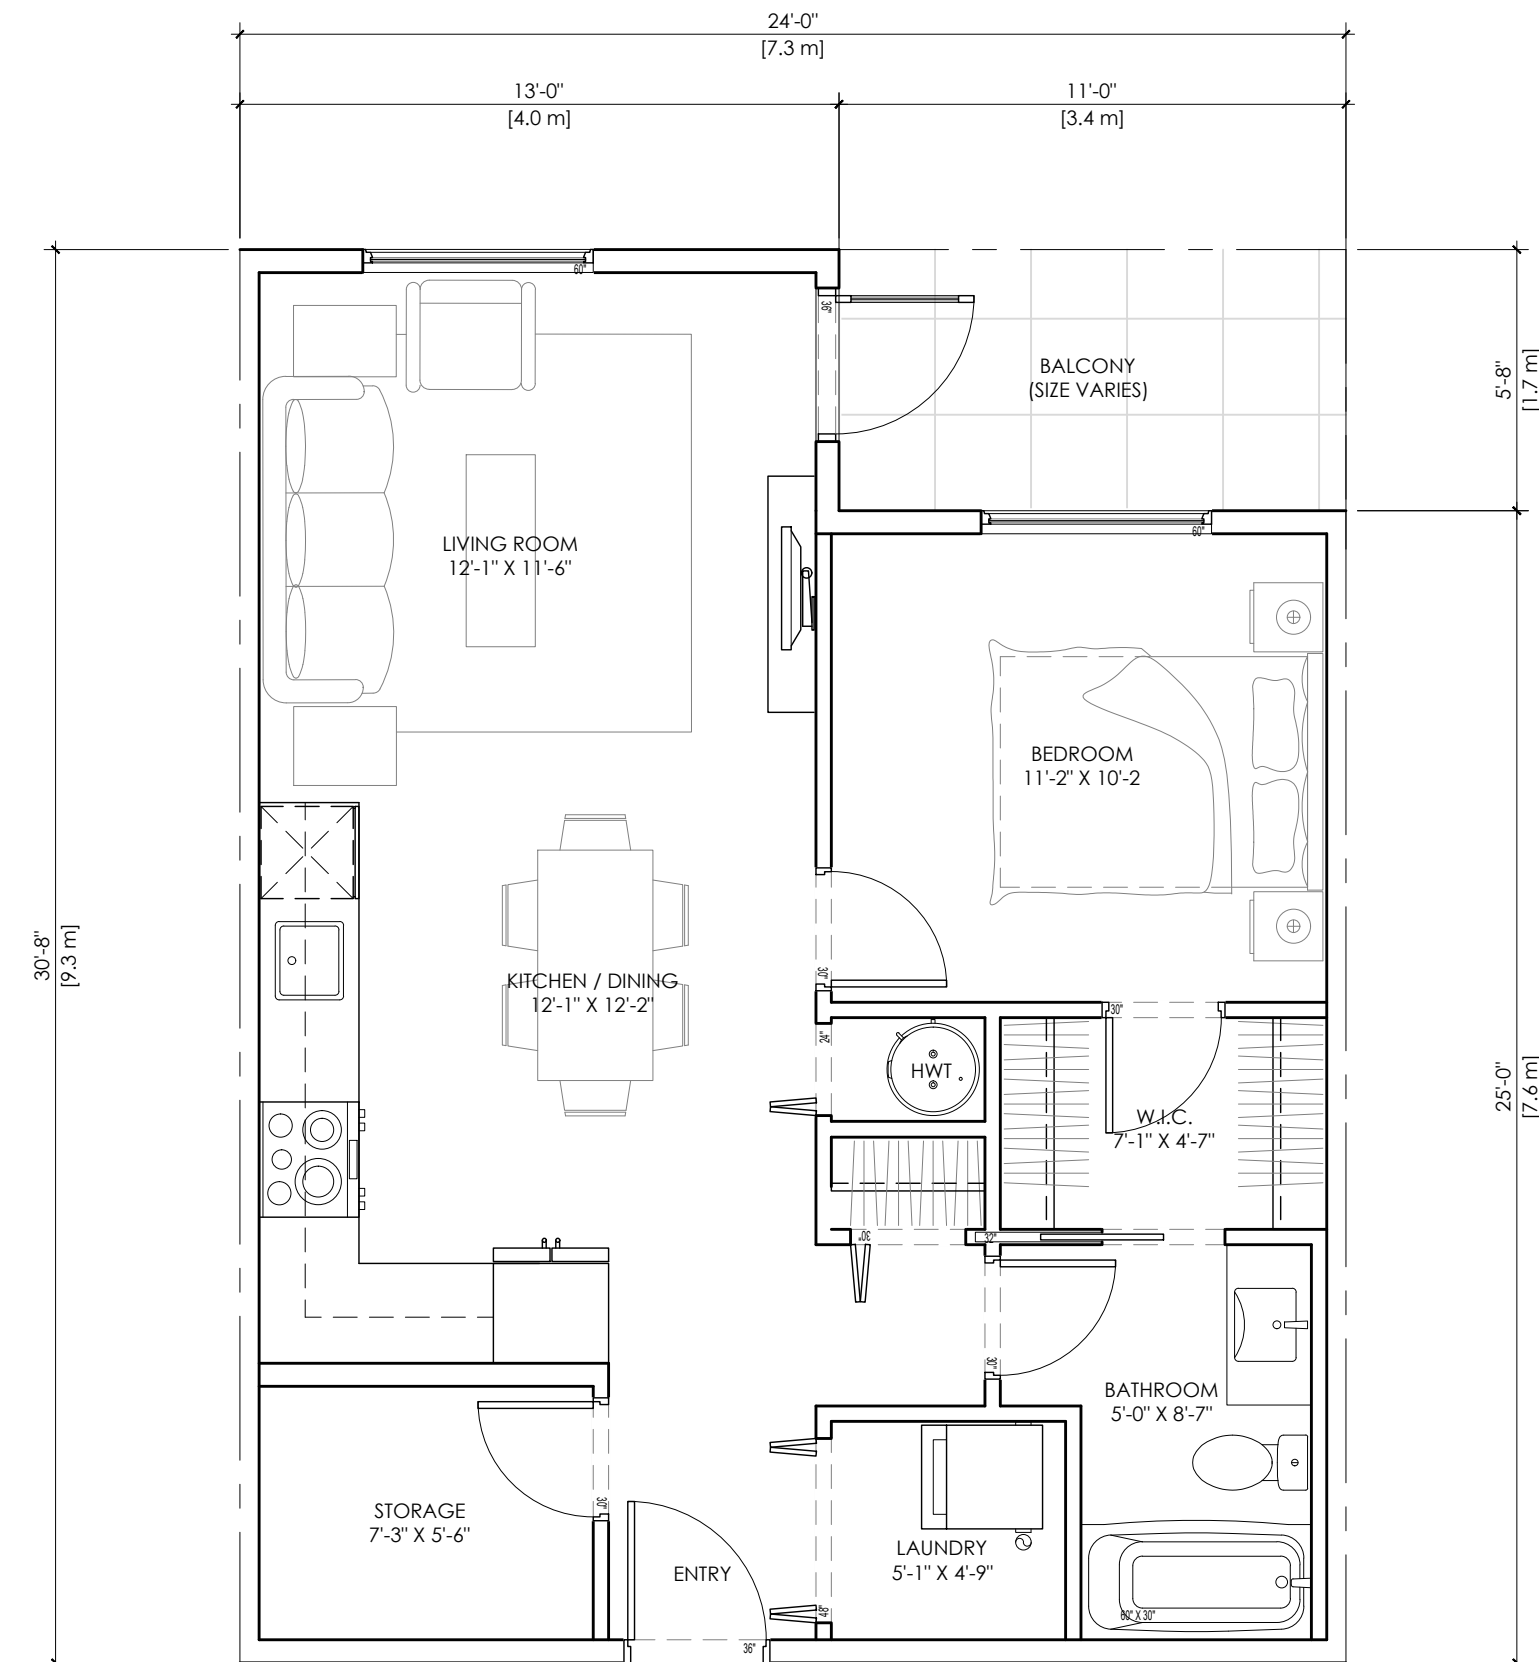 24'-0"
[7.3 m]
13'-0"
[4.0 m]
11'-0"
[3.4 m]
60"
36"
BALCONY
(SIZE VARIES)
5'-8"
[1.7 m]
60"
LIVING ROOM
12'-1" X 11'-6"
BEDROOM
11'-2" X 10'-2
30'-8"
[9.3 m]
KITCHEN / DINING
12'-1" X 12'-2"
30"
30"
24"
HWT
W.I.C.
7'-1" X 4'-7"
25'-0"
[7.6 m]
30"
32"
30"
BATHROOM
5'-0" X 8'-7"
STORAGE
7'-3" X 5'-6"
30"
LAUNDRY
5'-1" X 4'-9"
ENTRY
48"
60" X 30"
36"